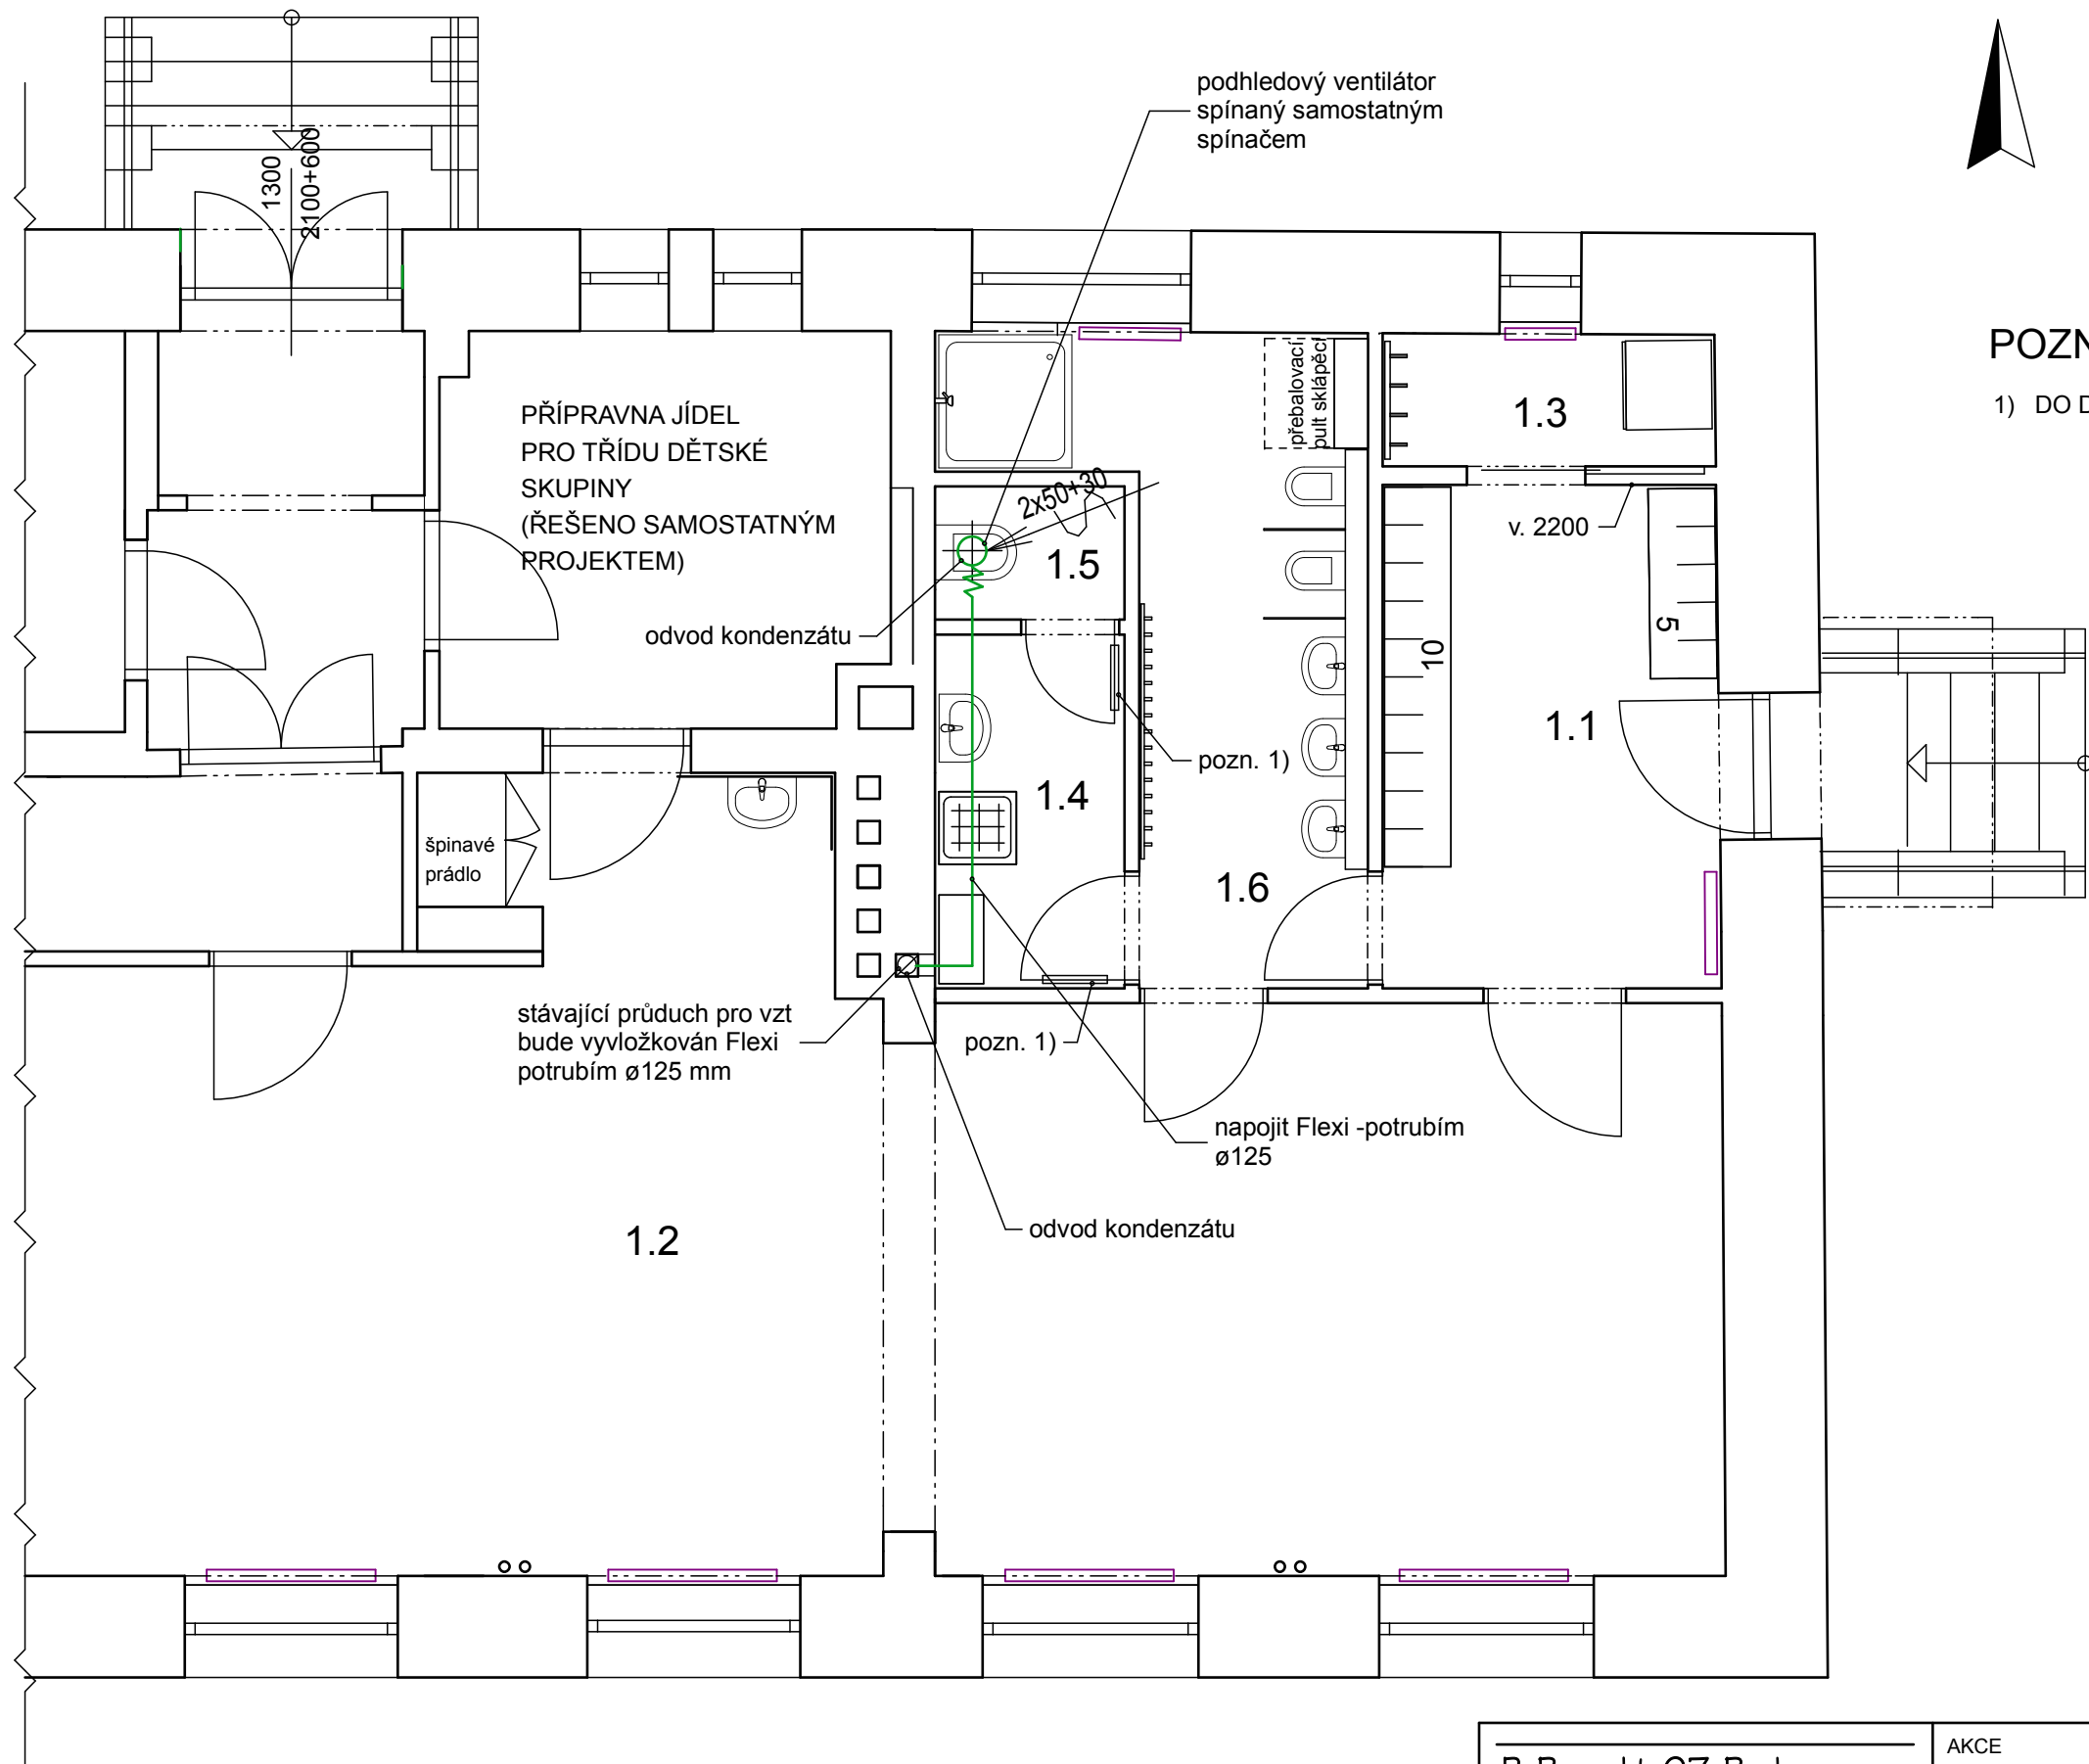 podhledový ventilátor
spínaný samostatným
spínačem
1300
2100+600
POZN
1) DO D
PŘÍPRAVNA JÍDEL
PRO TŘÍDU DĚTSKÉ
SKUPINY
(ŘEŠENO SAMOSTATNÝM
PROJEKTEM)
přebalovací
pult sklápěcí
1.3
2x50+30
1.5
v. 2200
odvod kondenzátu
10
5
1.1
pozn. 1)
1.4
špinavé
prádlo
1.6
stávající průduch pro vzt
bude vyvložkován Flexi
potrubím ø125 mm
pozn. 1)
napojit Flexi -potrubím
ø125
1.2
odvod kondenzátu
AKCE